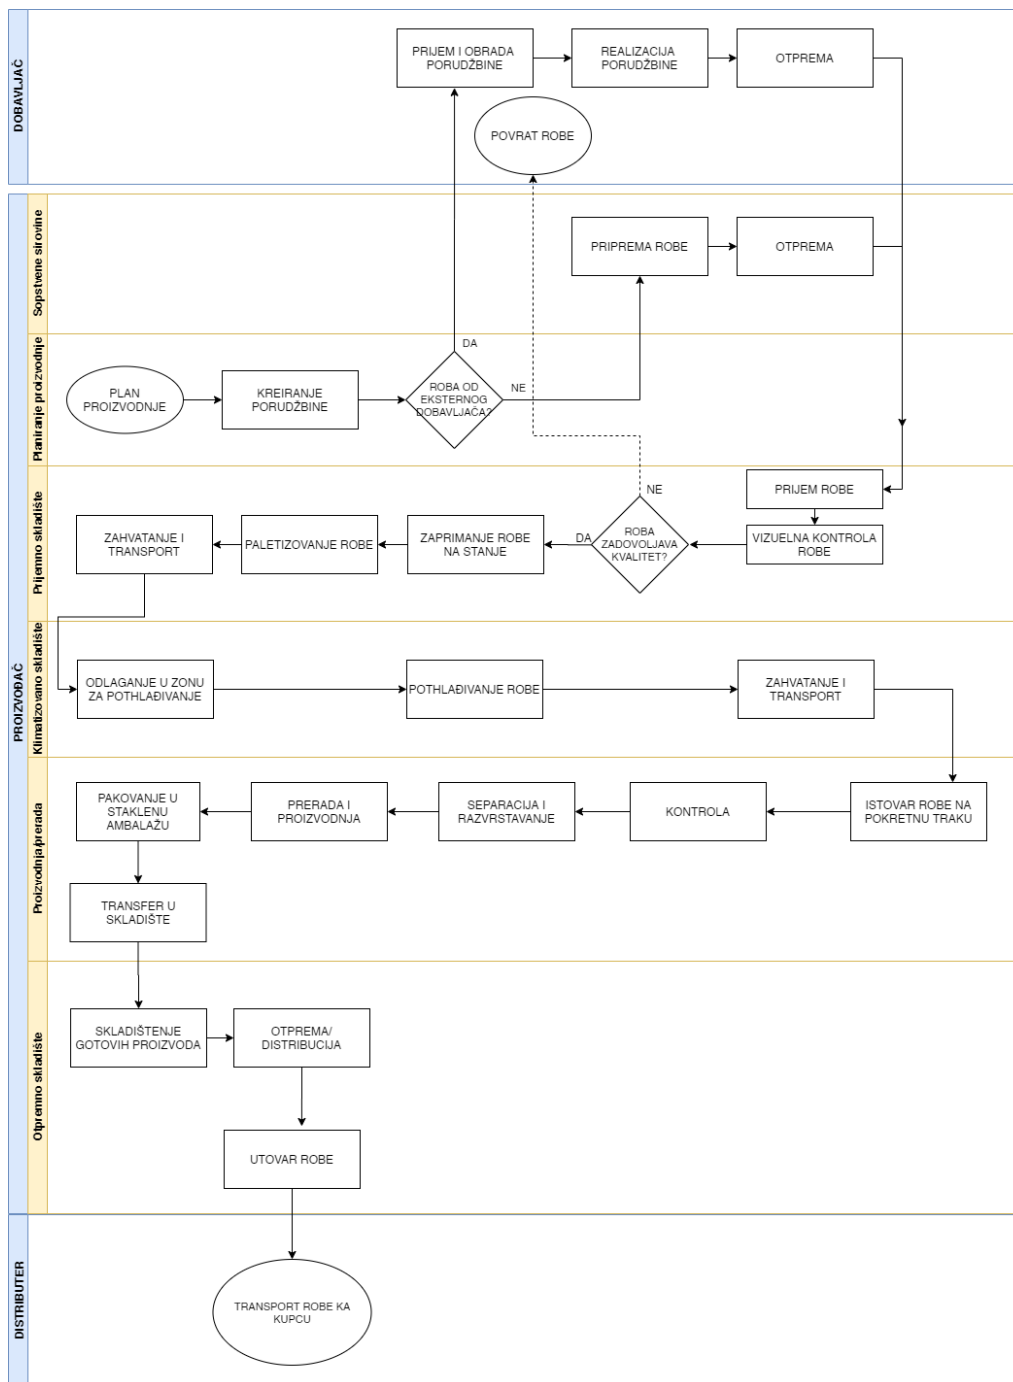 DOBAVLJAČ
PRIJEM I OBRADA
PORUDŽBINE
REALIZACIJA
PORUDŽBINE
OTPREMA
POVRAT ROBE
PROIZVOĐAČ
Sopstvene sirovine
PRIPREMA ROBE
OTPREMA
Planiranje proizvodnje
PLAN
PROIZVODNJE
KREIRANJE
PORUDŽBINE
ROBA OD
EKSTERNOG
DOBAVLJAČA?
DA
NE
Prijemno skladište
PRIJEM ROBE
VIZUELNA KONTROLA
ROBE
NE
ROBA
ZADOVOLJAVA
KVALITET?
DA
ZAPRIMANJE ROBE
NA STANJE
PALETIZOVANJE ROBE
ZAHVATANJE I
TRANSPORT
Klimatizovano skladište
ODLAGANJE U ZONU
ZA POTHLAĐIVANJE
POTHLAĐIVANJE ROBE
ZAHVATANJE I
TRANSPORT
Proizvodnja/prerada
ISTOVAR ROBE NA
POKRETNU TRAKU
KONTROLA
SEPARACIJA I
RAZVRSTAVANJE
PRERADA I
PROIZVODNJA
PAKOVANJE U
STAKLENU
AMBALAŽU
TRANSFER U
SKLADIŠTE
Otpremno skladište
SKLADIŠTENJE
GOTOVIH PROIZVODA
OTPREMA/
DISTRIBUCIJA
UTOVAR ROBE
DISTRIBUTER
TRANSPORT ROBE KA
KUPCU